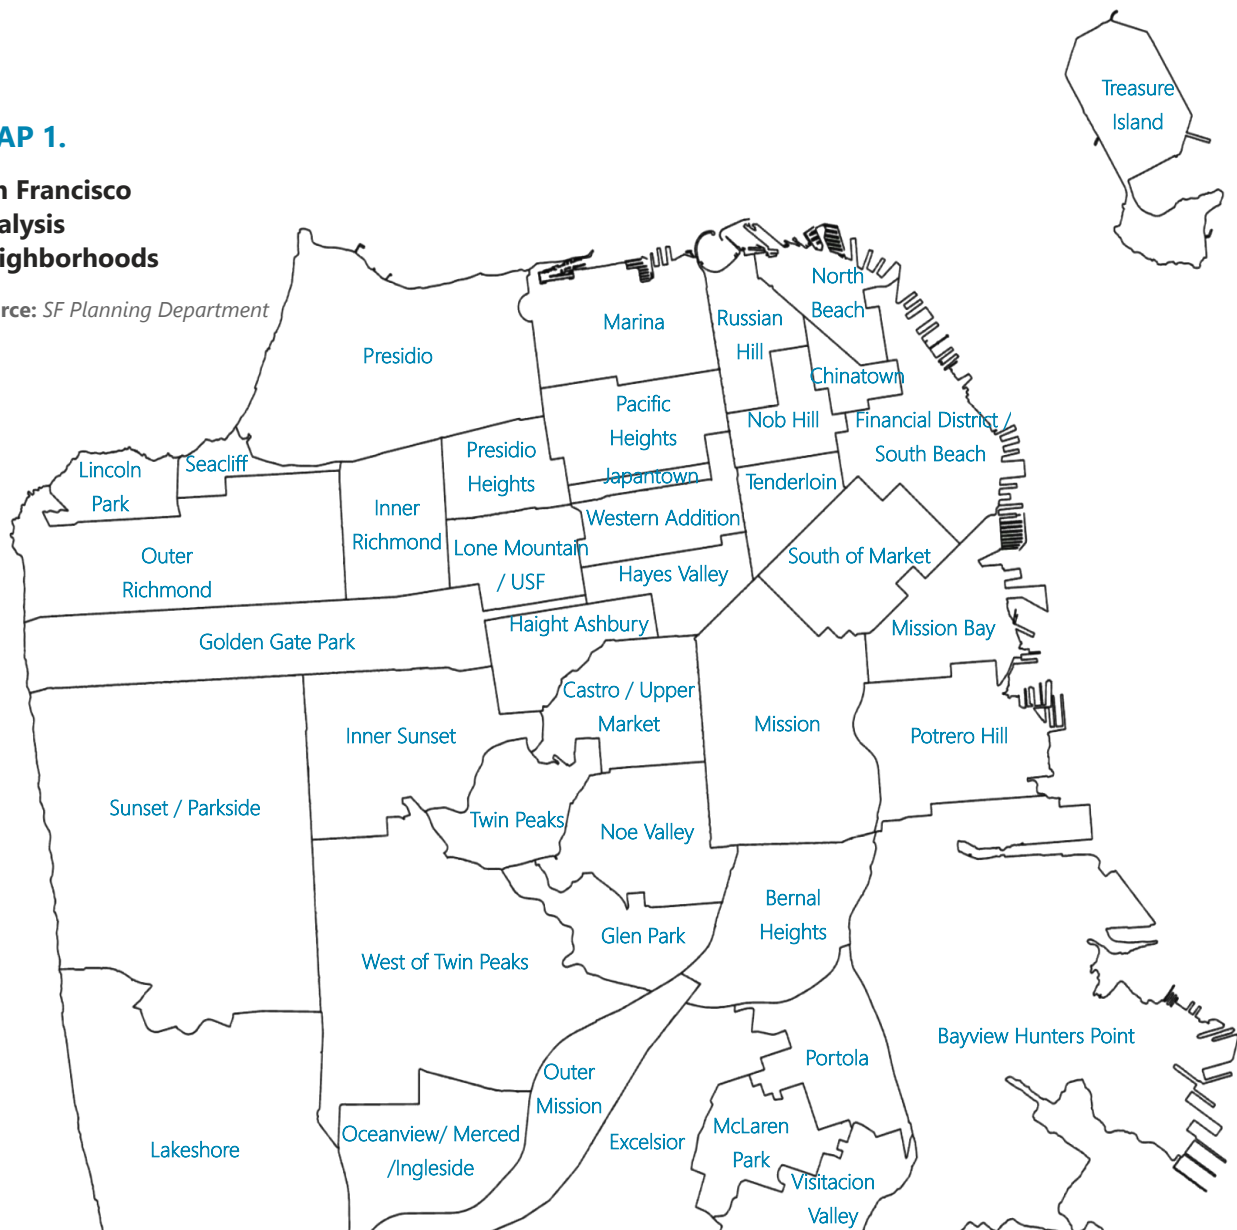 AP 1.
n Francisco
alysis
eighborhoods
rce: SF Planning Department
Treasure
Island
North
Beach
Marina
Russian
Hill
Presidio
Chinatown
Pacific
Heights
Nob Hill
Financial District /
South Beach
Presidio
Heights
Seacliff
Lincoln
Park
Japantown
Tenderloin
Inner
Richmond
Western Addition
Lone Mountain
/ USF
South of Market
Outer
Richmond
Hayes Valley
Haight Ashbury
Mission Bay
Golden Gate Park
Castro / Upper
Market
Mission
Inner Sunset
Potrero Hill
Sunset / Parkside
Twin Peaks
Noe Valley
Bernal
Heights
Glen Park
West of Twin Peaks
Bayview Hunters Point
Portola
Outer
Mission
McLaren
Park
Oceanview/ Merced
/Ingleside
Excelsior
Lakeshore
Visitacion
Valley